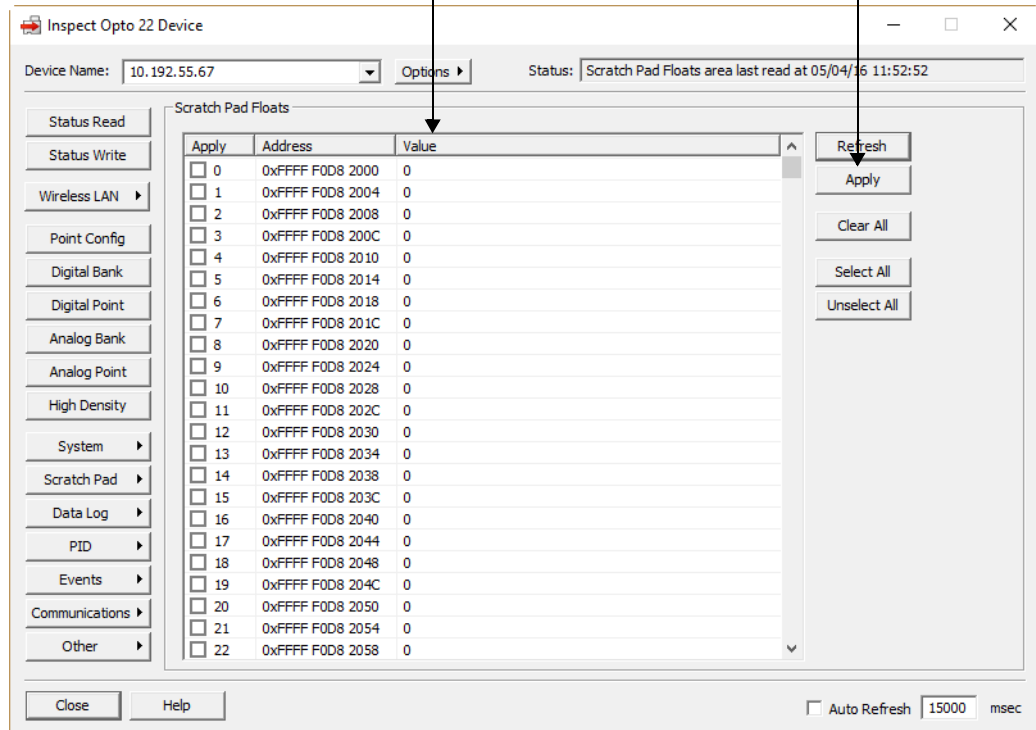 Inspect Opto 22 Device
Device Name: 10.192.55.67 Options Status: Scratch Pad Floats area last read at 05/04/16 11:52:52
Status Read
Status Write
Wireless LAN
Point Config
Digital Bank
Digital Point
Analog Bank
Analog Point
High Density
System
Scratch Pad
Data Log
PID
Events
Communications
Other
Scratch Pad Floats
Apply Address Value
0 0xFFFF F0D8 2000 0
1 0xFFFF F0D8 2004 0
2 0xFFFF F0D8 2008 0
3 0xFFFF F0D8 200C 0
4 0xFFFF F0D8 2010 0
5 0xFFFF F0D8 2014 0
6 0xFFFF F0D8 2018 0
7 0xFFFF F0D8 201C 0
8 0xFFFF F0D8 2020 0
9 0xFFFF F0D8 2024 0
10 0xFFFF F0D8 2028 0
11 0xFFFF F0D8 202C 0
12 0xFFFF F0D8 2030 0
13 0xFFFF F0D8 2034 0
14 0xFFFF F0D8 2038 0
15 0xFFFF F0D8 203C 0
16 0xFFFF F0D8 2040 0
17 0xFFFF F0D8 2044 0
18 0xFFFF F0D8 2048 0
19 0xFFFF F0D8 204C 0
20 0xFFFF F0D8 2050 0
21 0xFFFF F0D8 2054 0
22 0xFFFF F0D8 2058 0
Refresh
Apply
Clear All
Select All
Unselect All
Close Help Auto Refresh 15000 msec